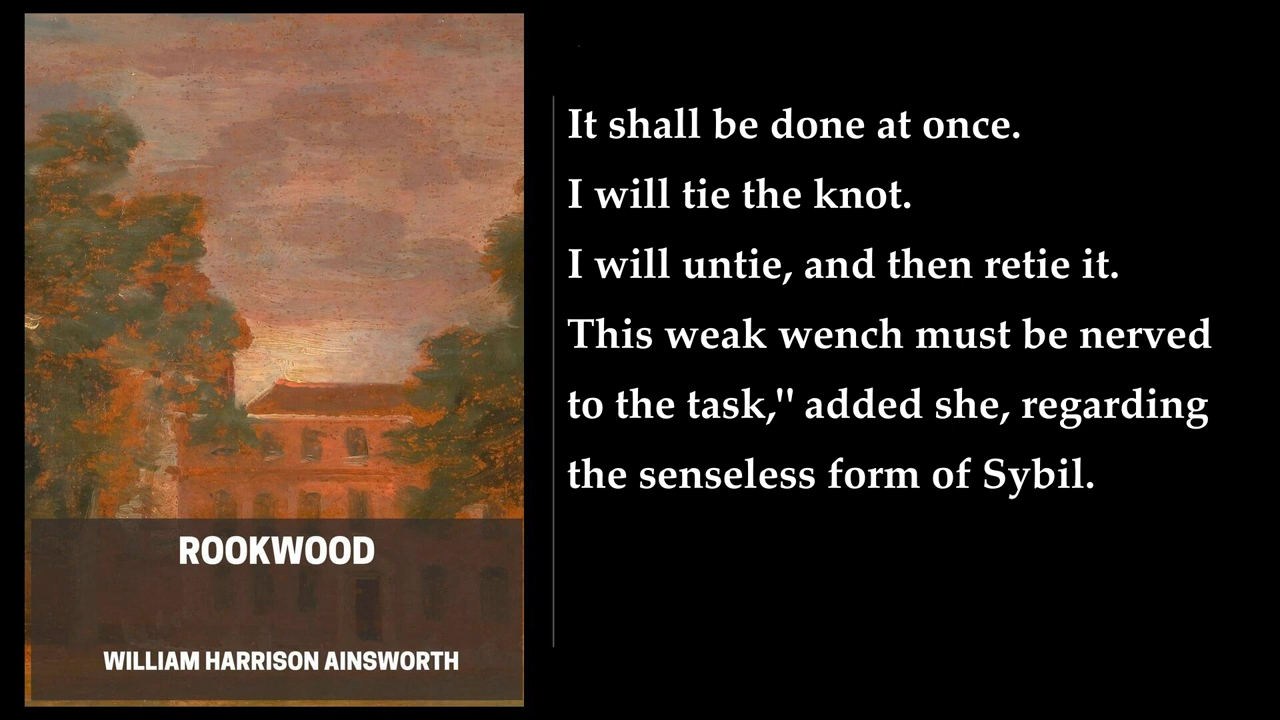 ROOKWOOD
WILLIAM HARRISON AINSWORTH
It shall be done at once.
I will tie the knot.
I will untie, and then retie it.
This weak wench must be nerved
to the task," added she, regarding
the senseless form of Sybil.